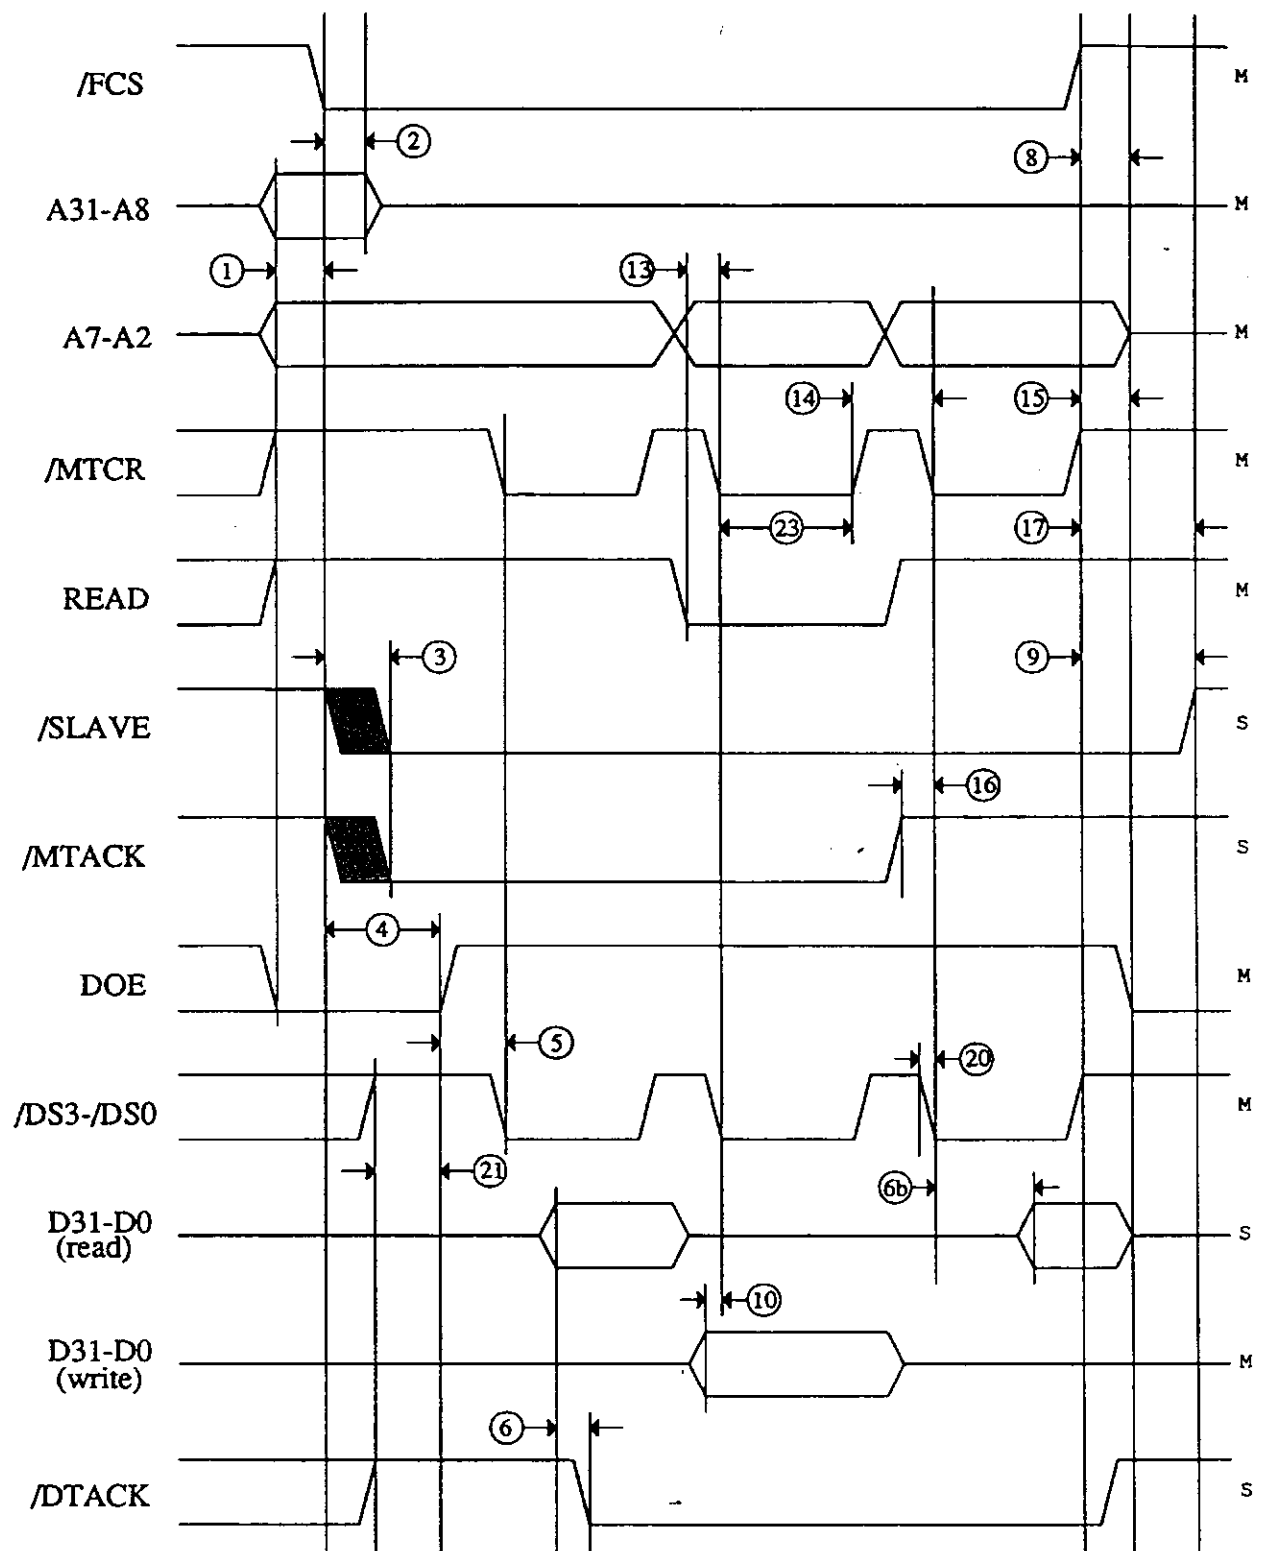 /FCS M
2
8
A31-A8 M
1 13
A7-A2 M
14 15
/MTCR M
23 17
READ M
3 9
/SLAVE S
16
/MTACK S
4
DOE M
5 20
/DS3-/DS0 M
21 6b
D31-D0
(read) S
10
D31-D0
(write) M
6
/DTACK S